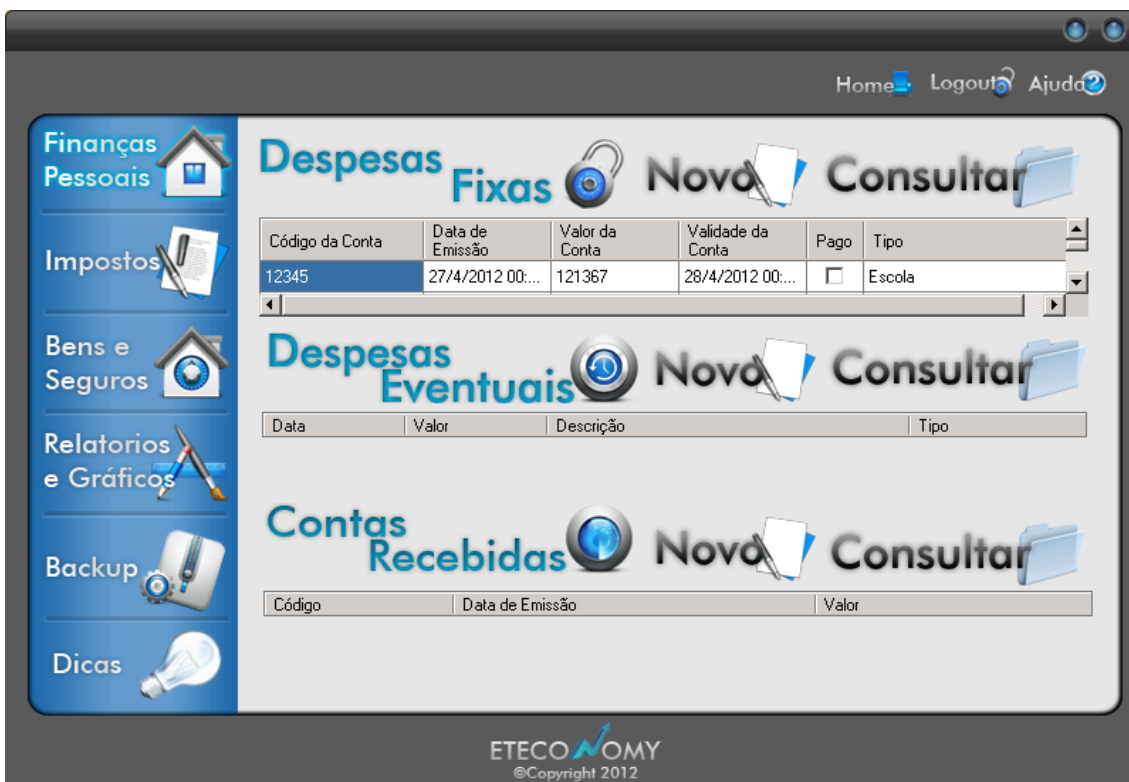 Home Logout Ajuda
Finanças
Pessoais
Impostos
Bens e
Seguros
Relatorios
e Gráficos
Backup
Dicas
Despesas
Fixas
Novo
Consultar
Código da Conta
Data de
Emissão
Valor da
Conta
Validade da
Conta
Pago
Tipo
12345
27/4/2012 00:...
121367
28/4/2012 00:...
Escola
Despesas
Eventuais
Novo
Consultar
Data
Valor
Descrição
Tipo
Contas
Recebidas
Novo
Consultar
Código
Data de Emissão
Valor
ETECONOMY
©Copyright 2012